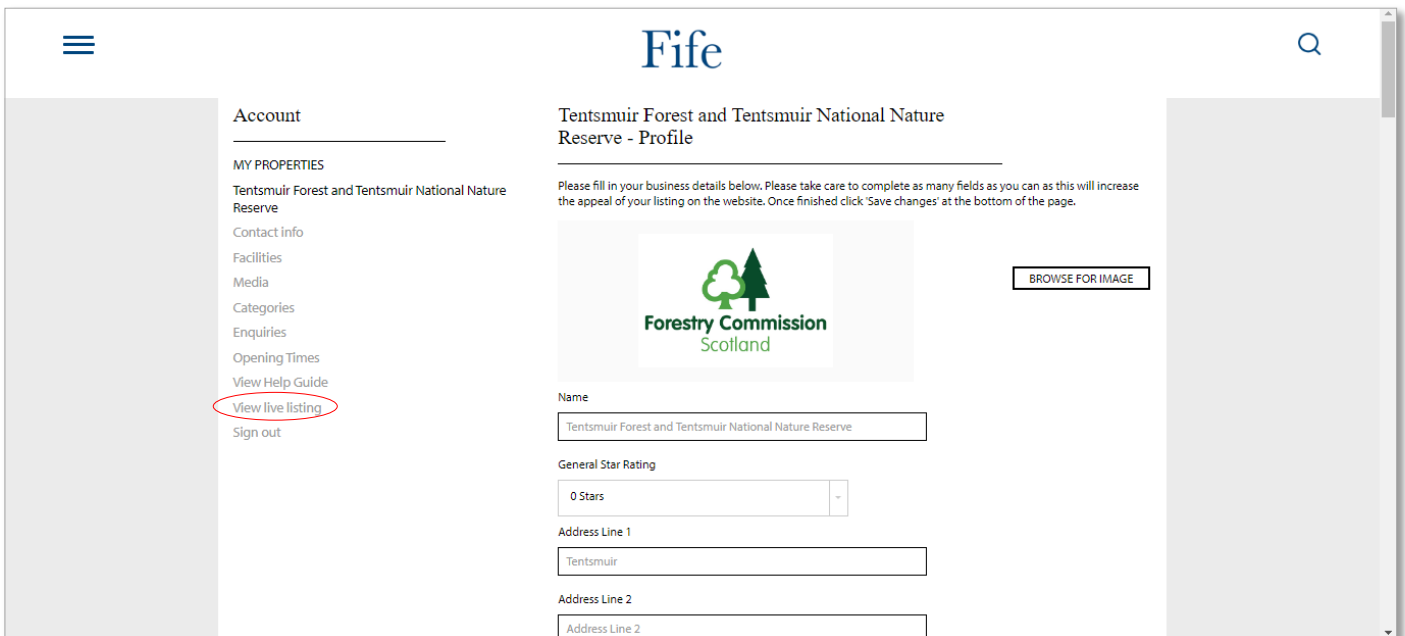 Fife
Account
MY PROPERTIES
Tentsmuir Forest and Tentsmuir National Nature
Reserve
Contact info
Facilities
Media
Categories
Enquiries
Opening Times
View Help Guide
View live listing
Sign out
Tentsmuir Forest and Tentsmuir National Nature
Reserve - Profile
Please fill in your business details below. Please take care to complete as many fields as you can as this will increase
the appeal of your listing on the website. Once finished click 'Save changes' at the bottom of the page.
Forestry Commission
Scotland
BROWSE FOR IMAGE
Name
Tentsmuir Forest and Tentsmuir National Nature Reserve
General Star Rating
0 Stars
Address Line 1
Tentsmuir
Address Line 2
Address Line 2